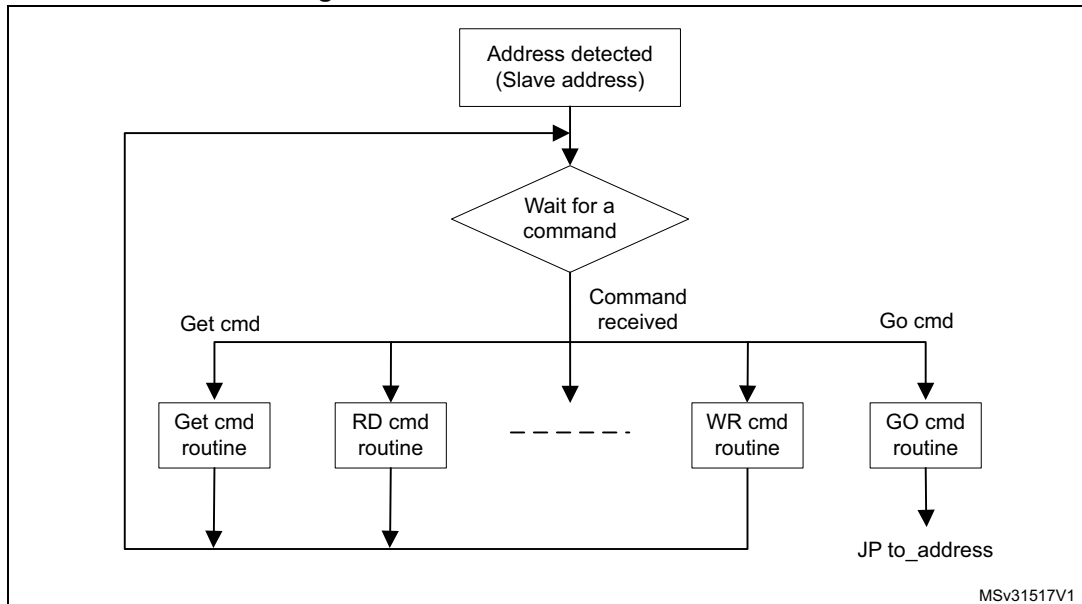 Address detected
(Slave address)
Wait for a
command
Command
received
Get cmd
Go cmd
Get cmd
routine
RD cmd
routine
WR cmd
routine
GO cmd
routine
JP to_address
MSv31517V1